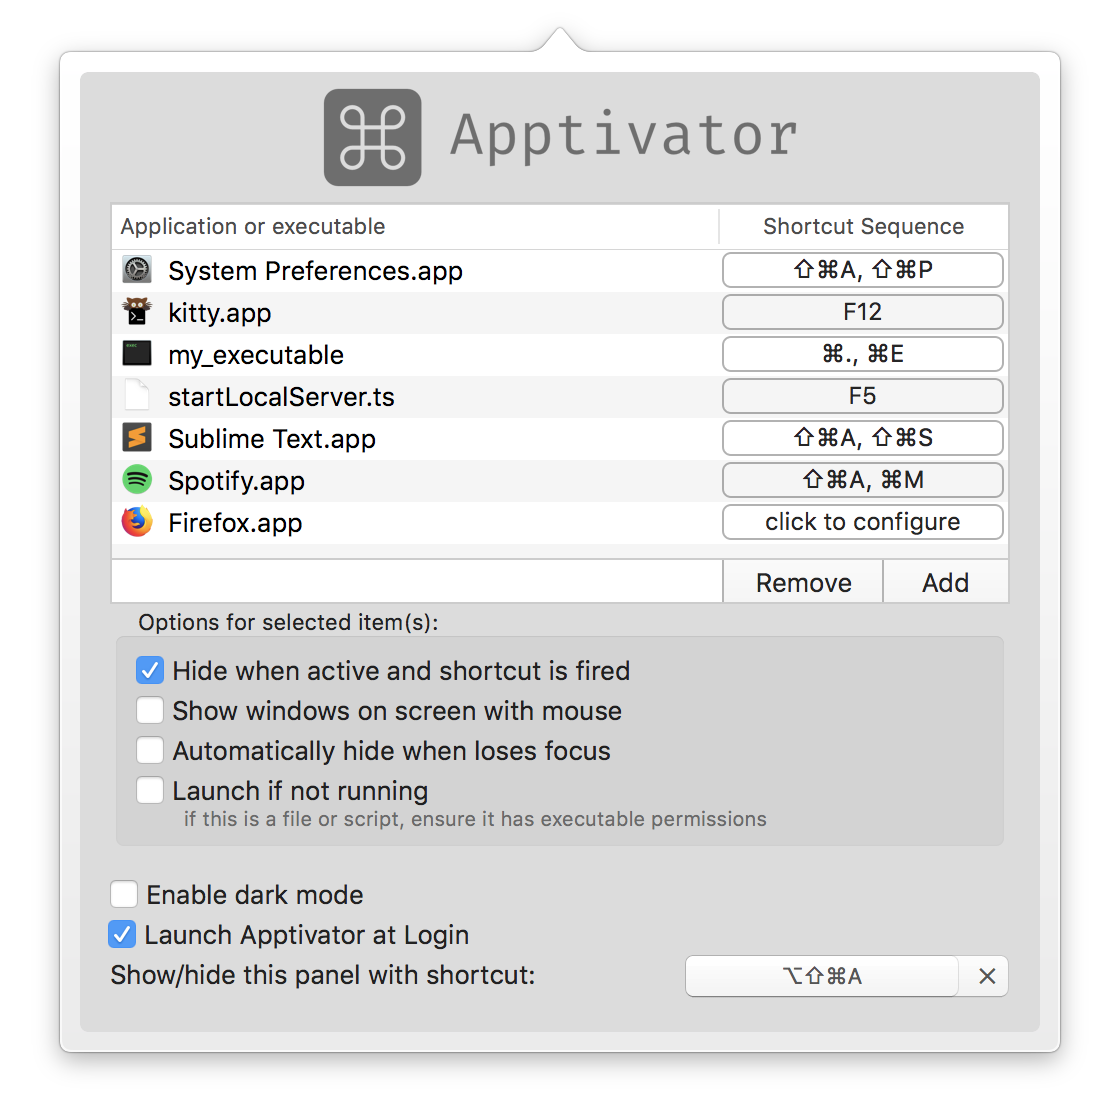 ⌘ Apptivator
Application or executable Shortcut Sequence
System Preferences.app ⇧⌘A, ⇧⌘P
kitty.app F12
my_executable ⌘., ⌘E
startLocalServer.ts F5
Sublime Text.app ⇧⌘A, ⇧⌘S
Spotify.app ⇧⌘A, ⌘M
Firefox.app click to configure
Remove Add
Options for selected item(s):
Hide when active and shortcut is fired
Show windows on screen with mouse
Automatically hide when loses focus
Launch if not running
if this is a file or script, ensure it has executable permissions
Enable dark mode
Launch Apptivator at Login
Show/hide this panel with shortcut: ⌥⇧⌘A ×